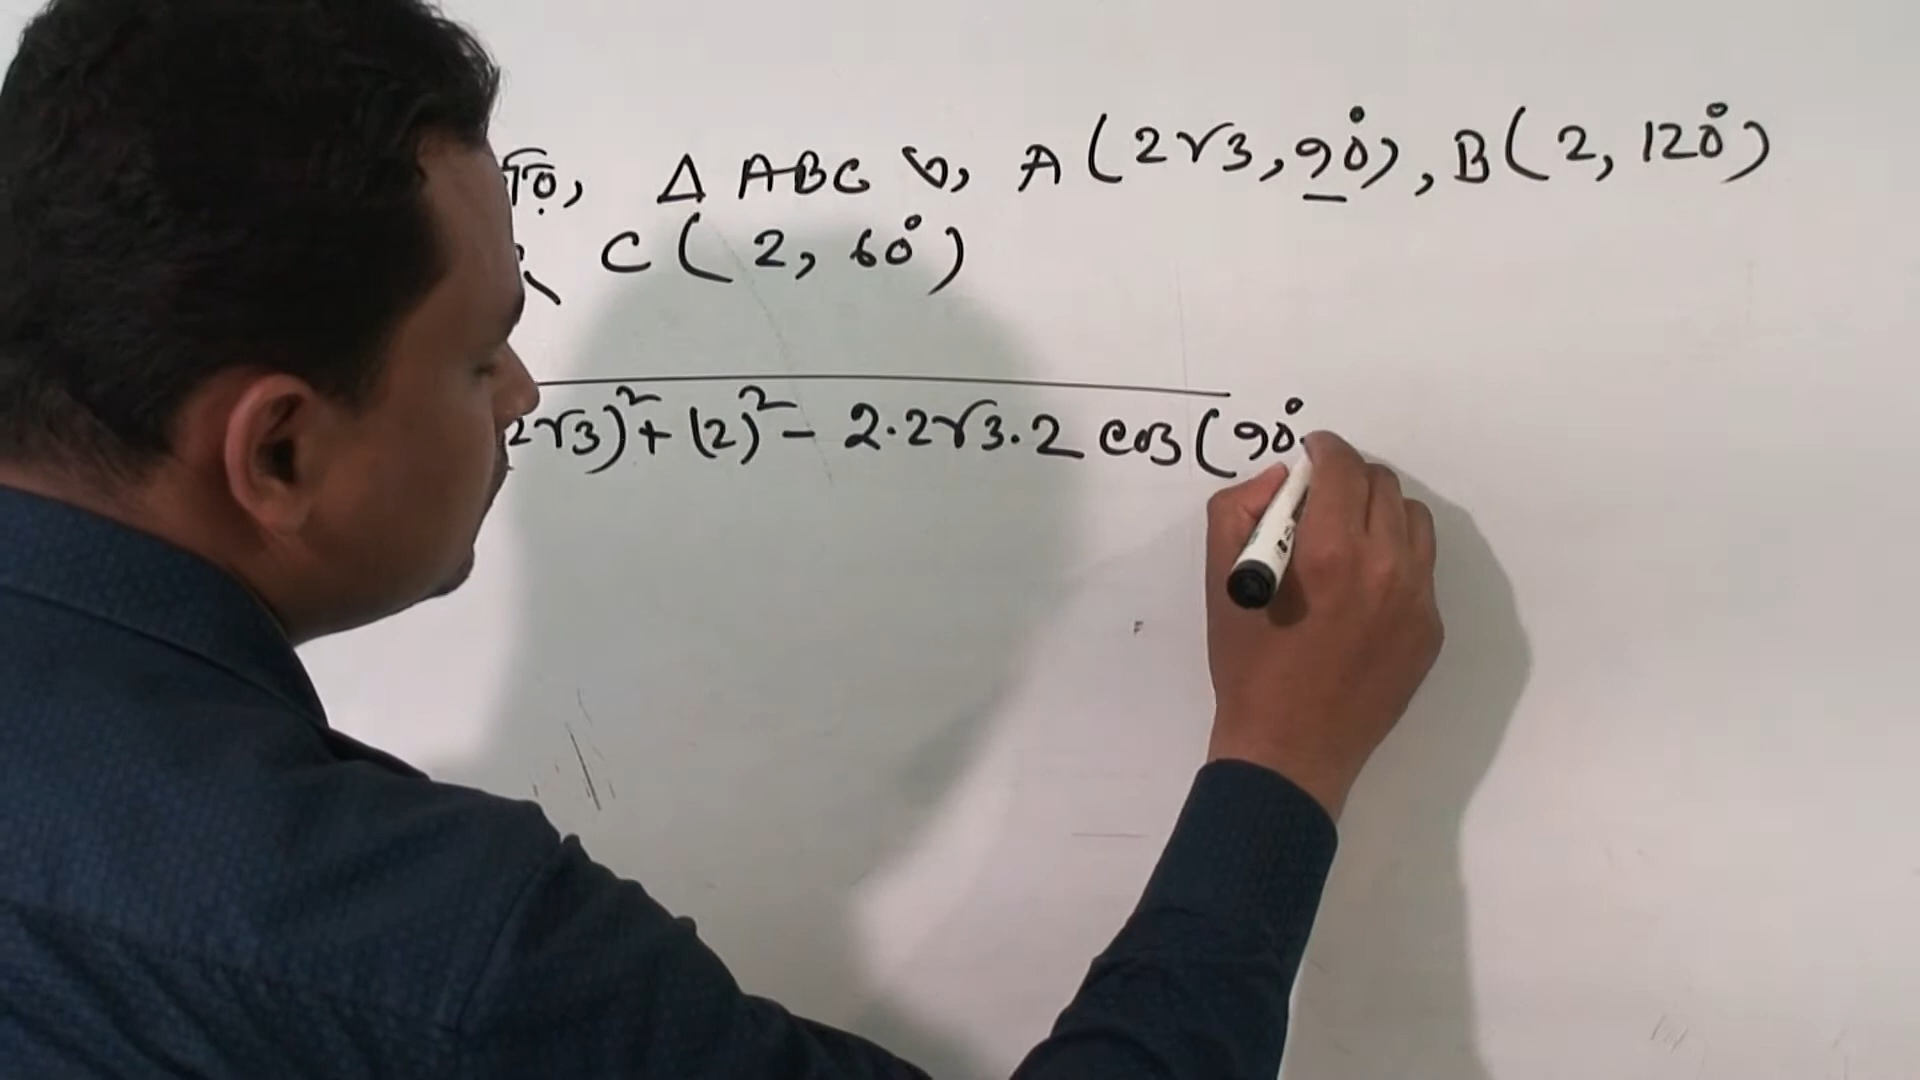 Δ ABC এ, A (2√3, 90°), B (2, 120°)
C (2, 60°)
2√3)² + (2)² - 2.2√3.2 cos (90°